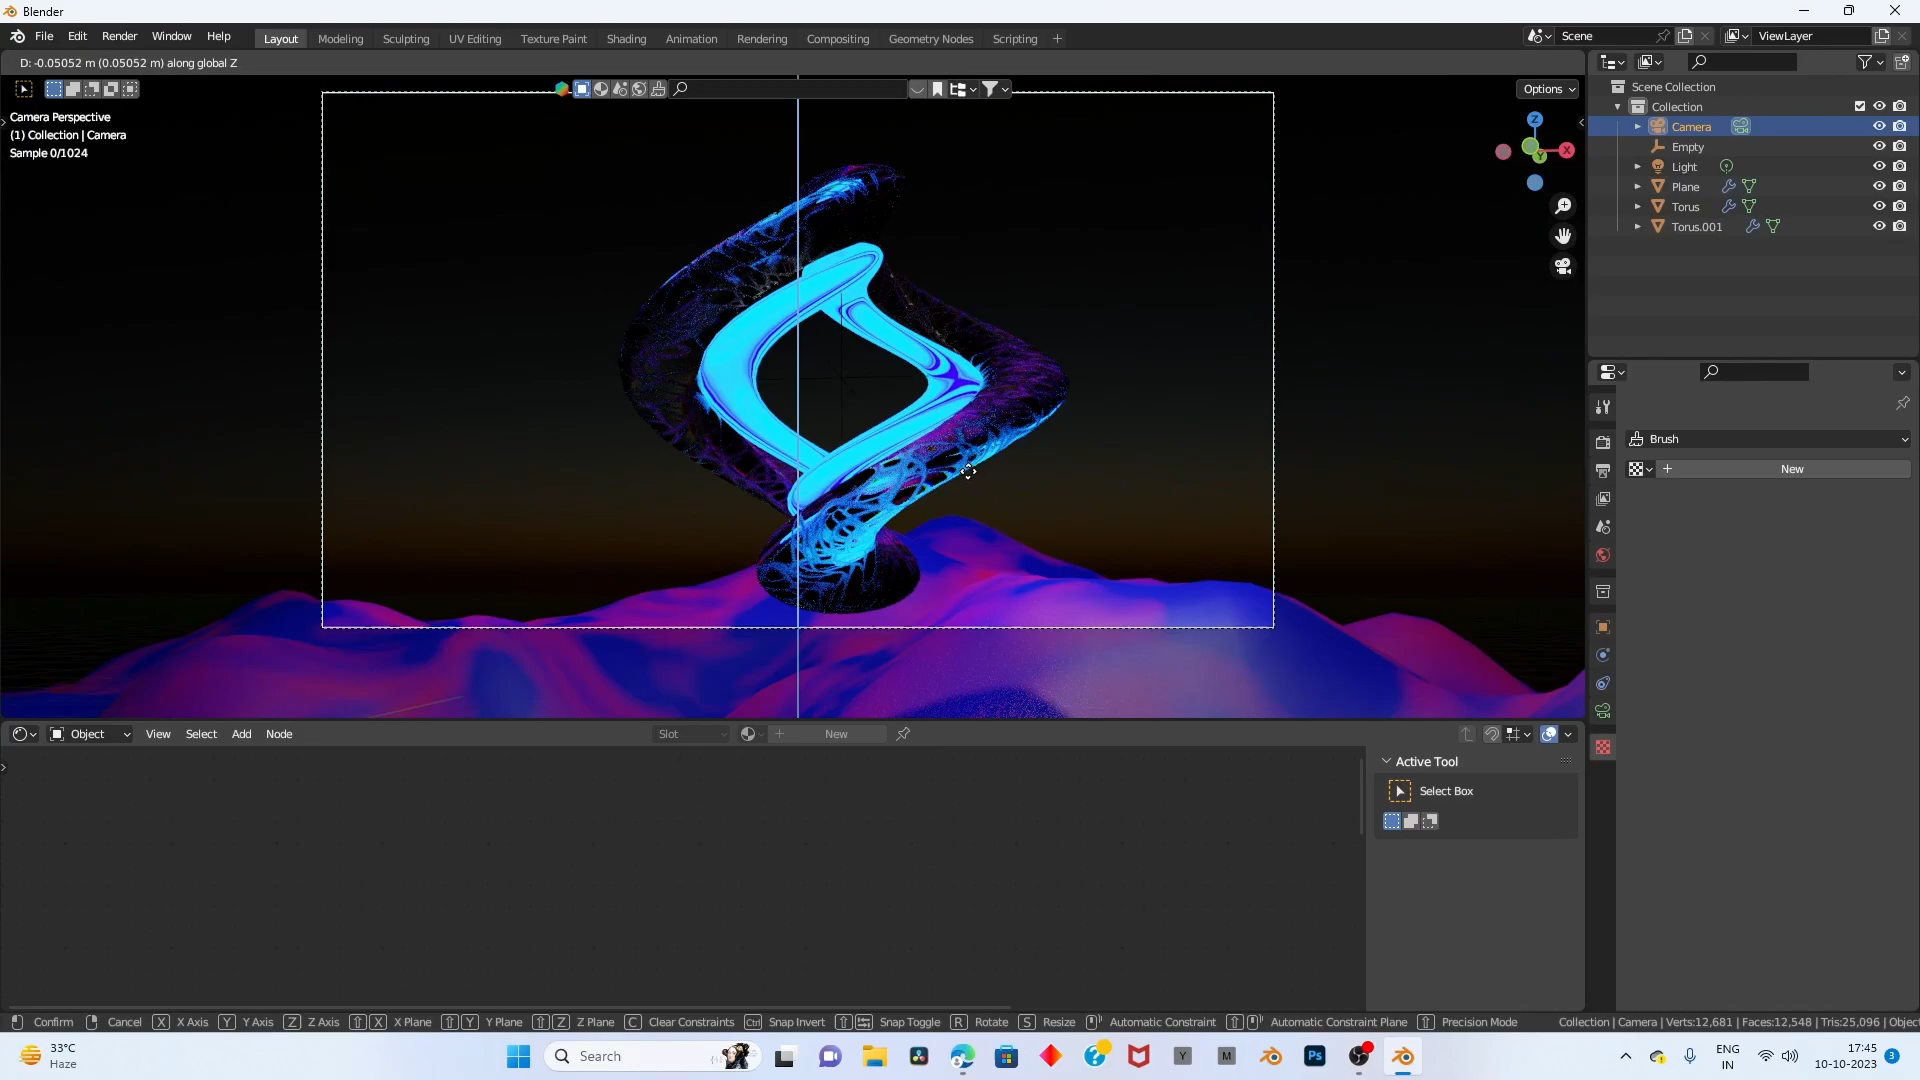 Blender
File Edit Render Window Help Layout Modeling Sculpting UV Editing Texture Paint Shading Animation Rendering Compositing Geometry Nodes Scripting + Scene ViewLayer
D: -0.05052 m (0.05052 m) along global Z
Options
Camera Perspective
(1) Collection | Camera
Sample 0/1024
Z
X
Y
Scene Collection
Collection
Camera
Empty
Light
Plane
Torus
Torus.001
Brush
New
Object View Select Add Node Slot New
Active Tool
Select Box
Confirm Cancel X X Axis Y Y Axis Z Z Axis X X Plane Y Y Plane Z Z Plane C Clear Constraints Ctrl Snap Invert Snap Toggle R Rotate S Resize Automatic Constraint Automatic Constraint Plane Precision Mode Collection | Camera | Verts:12,681 | Faces:12,548 | Tris:25,096 | Objec
33°C
Haze
Search
Y
M
Ps
ENG
IN
17:45
10-10-2023
3